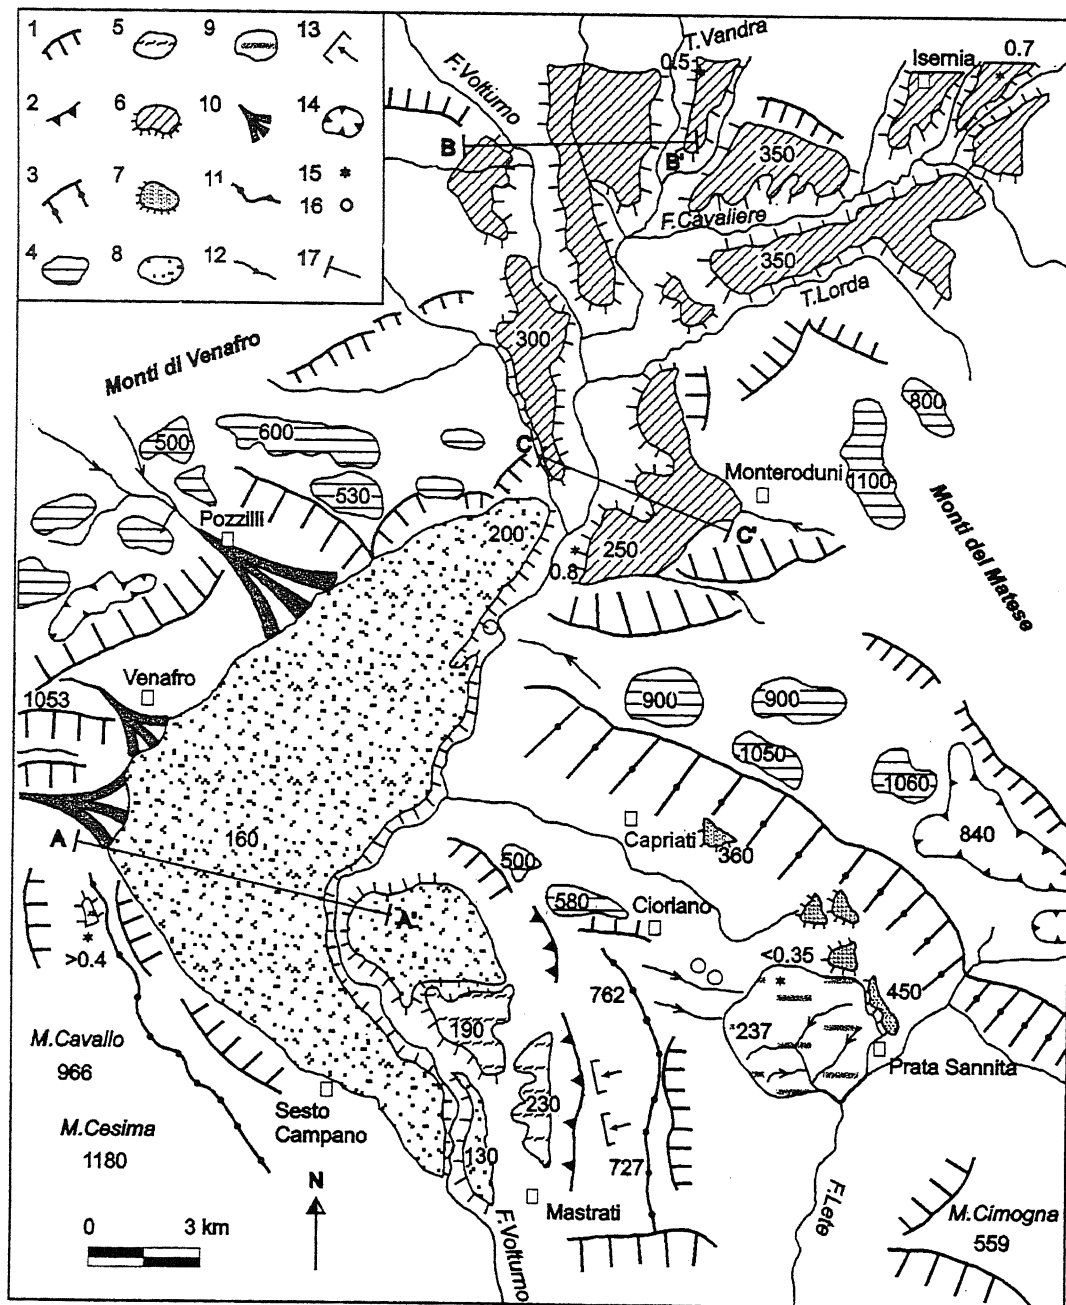 1
5
9
13
2
6
10
14
3
7
11
15
16
4
8
12
17
F.Volturno
T.Vandra
0.5
Isernia
0.7
B
B'
350
F.Cavaliere
350
T.Lorda
300
Monti di Venafro
500
600
800
C
530
Monteroduni
1100
Pozzilli
200
C'
Monti del Matese
250
0.8
Venafro
1053
900
900
1050
1060
A
160
Capriati
360
840
500
580
Ciorlano
A'
>0.4
<0.35
762
450
190
237
M.Cavallo
966
Prata Sannita
230
Sesto
Campano
M.Cesima
1180
130
727
N
Mastrati
F.Lete
M.Cimogna
559
F.Volturno
0
3 km